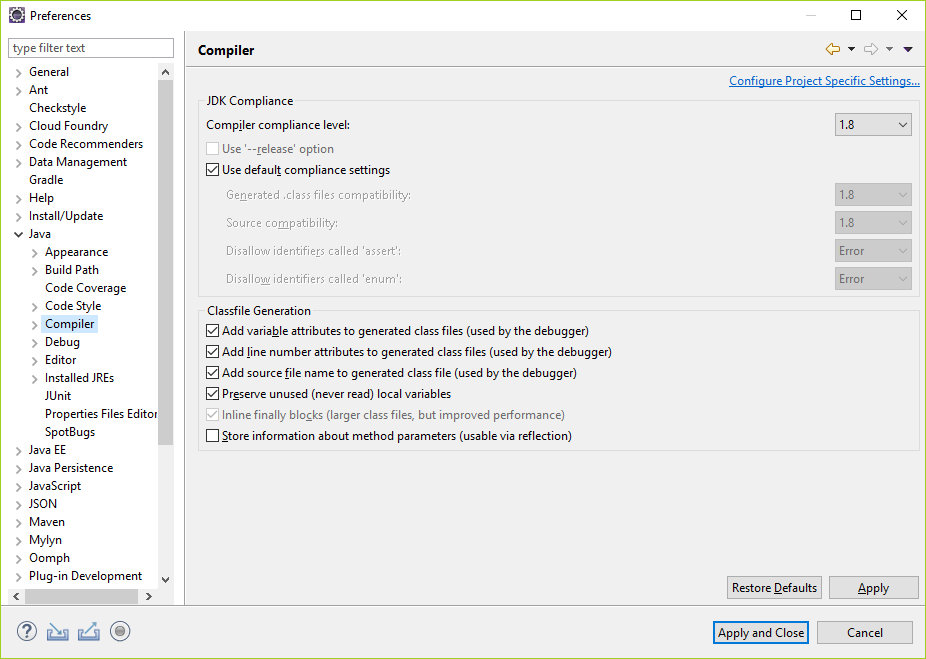 Preferences
type filter text
General
Ant
Checkstyle
Cloud Foundry
Code Recommenders
Data Management
Gradle
Help
Install/Update
Java
Appearance
Build Path
Code Coverage
Code Style
Compiler
Debug
Editor
Installed JREs
JUnit
Properties Files Editor
SpotBugs
Java EE
Java Persistence
JavaScript
JSON
Maven
Mylyn
Oomph
Plug-in Development
Compiler
Configure Project Specific Settings...
JDK Compliance
Compiler compliance level: 1.8
Use '--release' option
Use default compliance settings
Generated .class files compatibility: 1.8
Source compatibility: 1.8
Disallow identifiers called 'assert': Error
Disallow identifiers called 'enum': Error
Classfile Generation
Add variable attributes to generated class files (used by the debugger)
Add line number attributes to generated class files (used by the debugger)
Add source file name to generated class file (used by the debugger)
Preserve unused (never read) local variables
Inline finally blocks (larger class files, but improved performance)
Store information about method parameters (usable via reflection)
Restore Defaults Apply
? Apply and Close Cancel